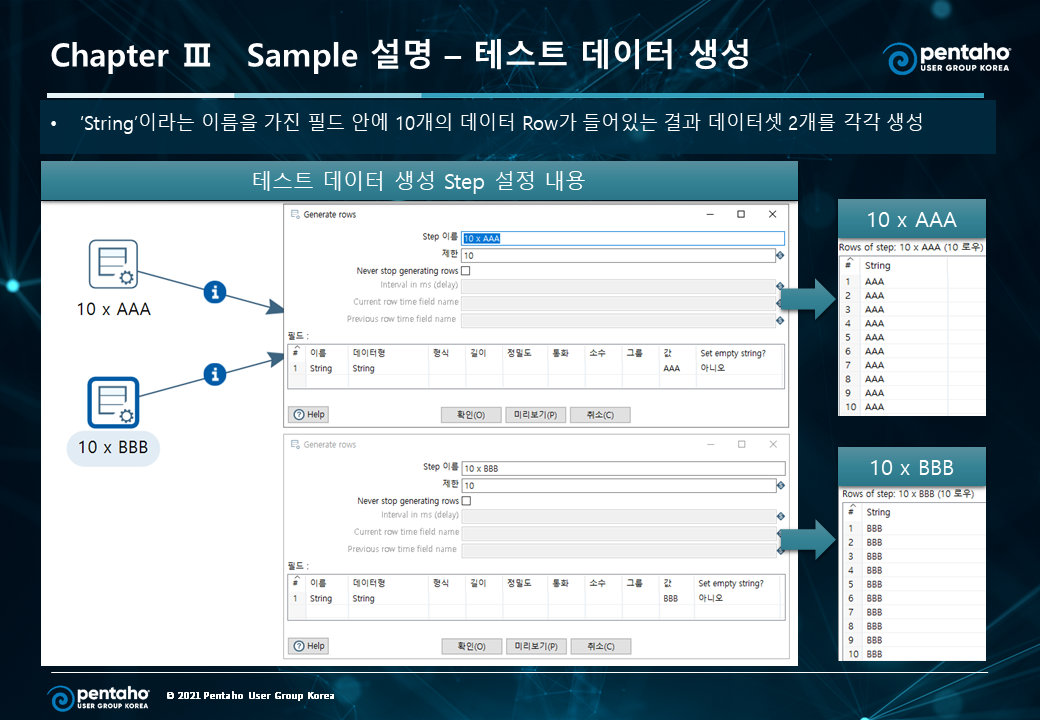 Chapter Ⅲ Sample 설명 – 테스트 데이터 생성
pentaho
USER GROUP KOREA
• ‘String’이라는 이름을 가진 필드 안에 10개의 데이터 Row가 들어있는 결과 데이터셋 2개를 각각 생성
테스트 데이터 생성 Step 설정 내용
10 x AAA
10 x BBB
Generate rows
Step 이름 10 x AAA
제한 10
Never stop generating rows
Interval in ms (delay)
Current row time field name
Previous row time field name
필드 :
# 이름 데이터형 형식 길이 정밀도 통화 소수 그룹 값 Set empty string?
1 String String AAA 아니오
Help 확인(O) 미리보기(P) 취소(C)
Generate rows
Step 이름 10 x BBB
제한 10
Never stop generating rows
Interval in ms (delay)
Current row time field name
Previous row time field name
필드 :
# 이름 데이터형 형식 길이 정밀도 통화 소수 그룹 값 Set empty string?
1 String String BBB 아니오
Help 확인(O) 미리보기(P) 취소(C)
10 x AAA
Rows of step: 10 x AAA (10 로우)
# String
1 AAA
2 AAA
3 AAA
4 AAA
5 AAA
6 AAA
7 AAA
8 AAA
9 AAA
10 AAA
10 x BBB
Rows of step: 10 x BBB (10 로우)
# String
1 BBB
2 BBB
3 BBB
4 BBB
5 BBB
6 BBB
7 BBB
8 BBB
9 BBB
10 BBB
pentaho
USER GROUP KOREA
© 2021 Pentaho User Group Korea